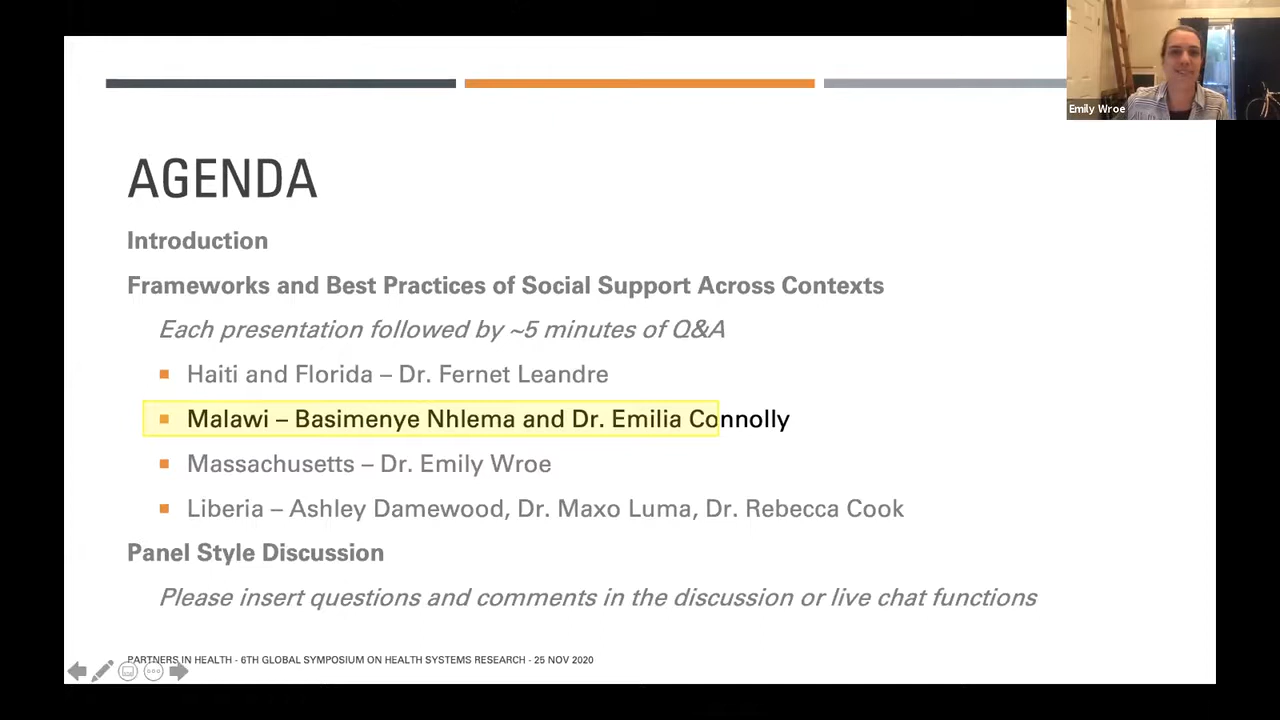 Emily Wroe
AGENDA
Introduction
Frameworks and Best Practices of Social Support Across Contexts
Each presentation followed by ~5 minutes of Q&A
Haiti and Florida – Dr. Fernet Leandre
Malawi – Basimenye Nhlema and Dr. Emilia Connolly
Massachusetts – Dr. Emily Wroe
Liberia – Ashley Damewood, Dr. Maxo Luma, Dr. Rebecca Cook
Panel Style Discussion
Please insert questions and comments in the discussion or live chat functions
PARTNERS IN HEALTH - 6TH GLOBAL SYMPOSIUM ON HEALTH SYSTEMS RESEARCH - 25 NOV 2020